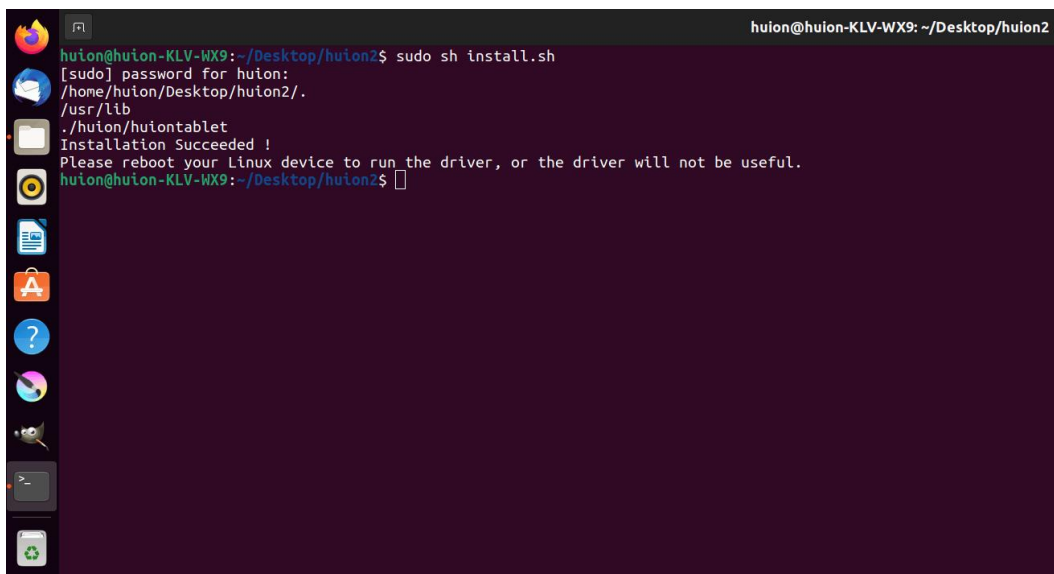 huion@huion-KLV-WX9: ~/Desktop/huion2
huion@huion-KLV-WX9:~/Desktop/huion2$ sudo sh install.sh
[sudo] password for huion:
/home/huion/Desktop/huion2/.
/usr/lib
./huion/huiontablet
Installation Succeeded !
Please reboot your Linux device to run the driver, or the driver will not be useful.
huion@huion-KLV-WX9:~/Desktop/huion2$